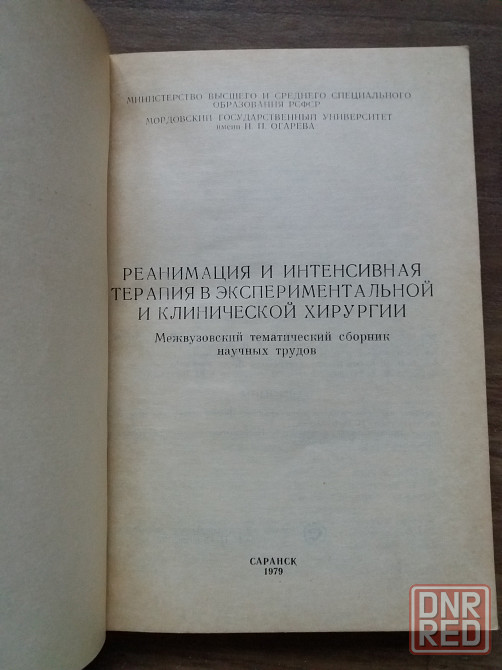 МИНИСТЕРСТВО ВЫСШЕГО И СРЕДНЕГО СПЕЦИАЛЬНОГО
ОБРАЗОВАНИЯ РСФСР
МОРДОВСКИЙ ГОСУДАРСТВЕННЫЙ УНИВЕРСИТЕТ
имени Н. П. ОГАРЕВА
РЕАНИМАЦИЯ И ИНТЕНСИВНАЯ
ТЕРАПИЯ В ЭКСПЕРИМЕНТАЛЬНОЙ
И КЛИНИЧЕСКОЙ ХИРУРГИИ
Межвузовский тематический сборник
научных трудов
САРАНСК
1979
DNR
RED